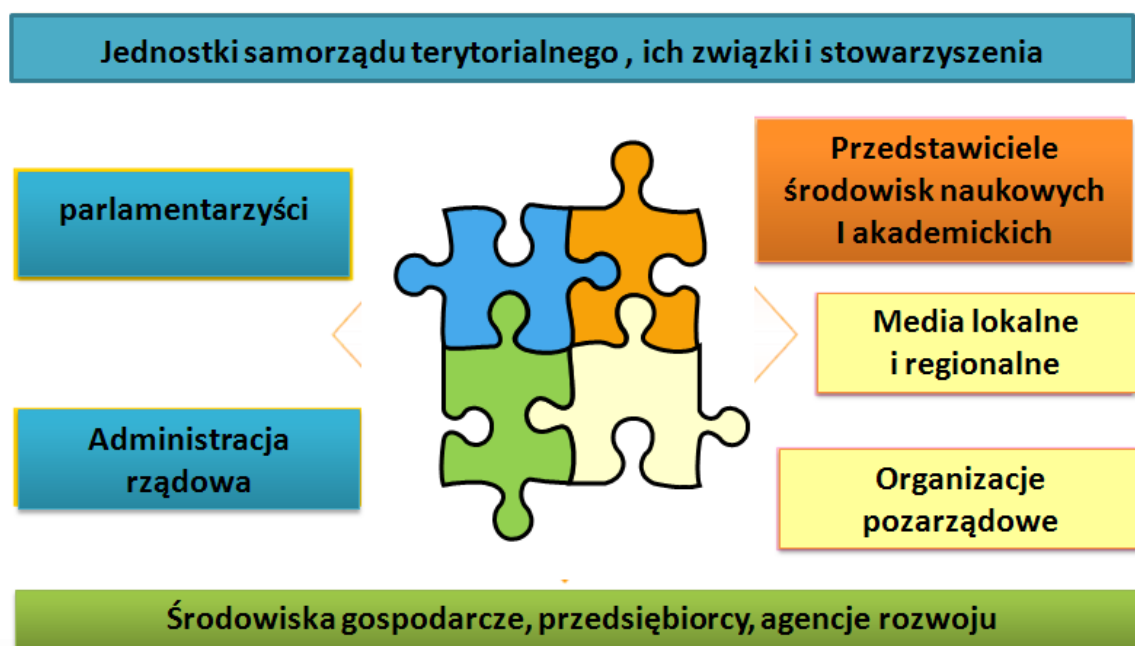 Jednostki samorządu terytorialnego , ich związki i stowarzyszenia
parlamentarzyści
Przedstawiciele
środowisk naukowych
I akademickich
Media lokalne
i regionalne
Administracja
rządowa
Organizacje
pozarządowe
Środowiska gospodarcze, przedsiębiorcy, agencje rozwoju